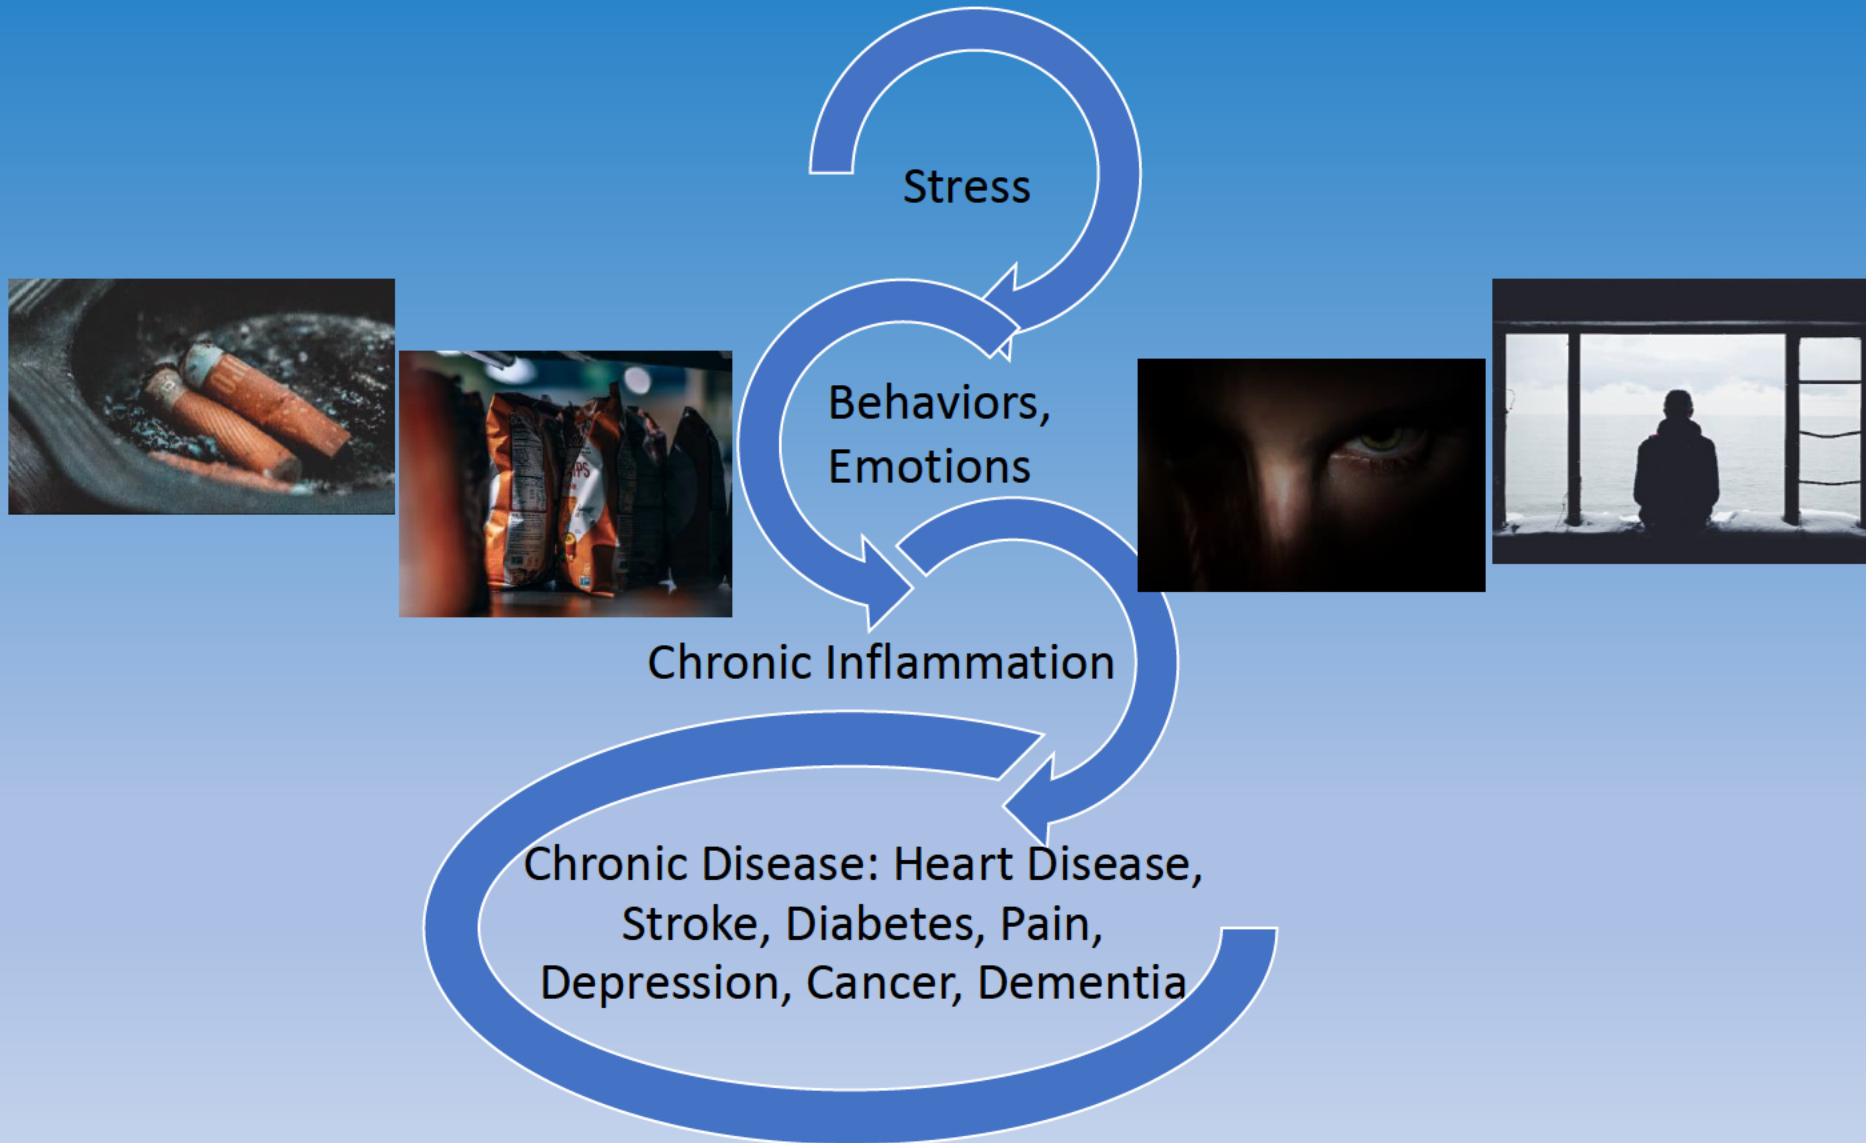 Stress
Behaviors,
Emotions
Chronic Inflammation
Chronic Disease: Heart Disease,
Stroke, Diabetes, Pain,
Depression, Cancer, Dementia